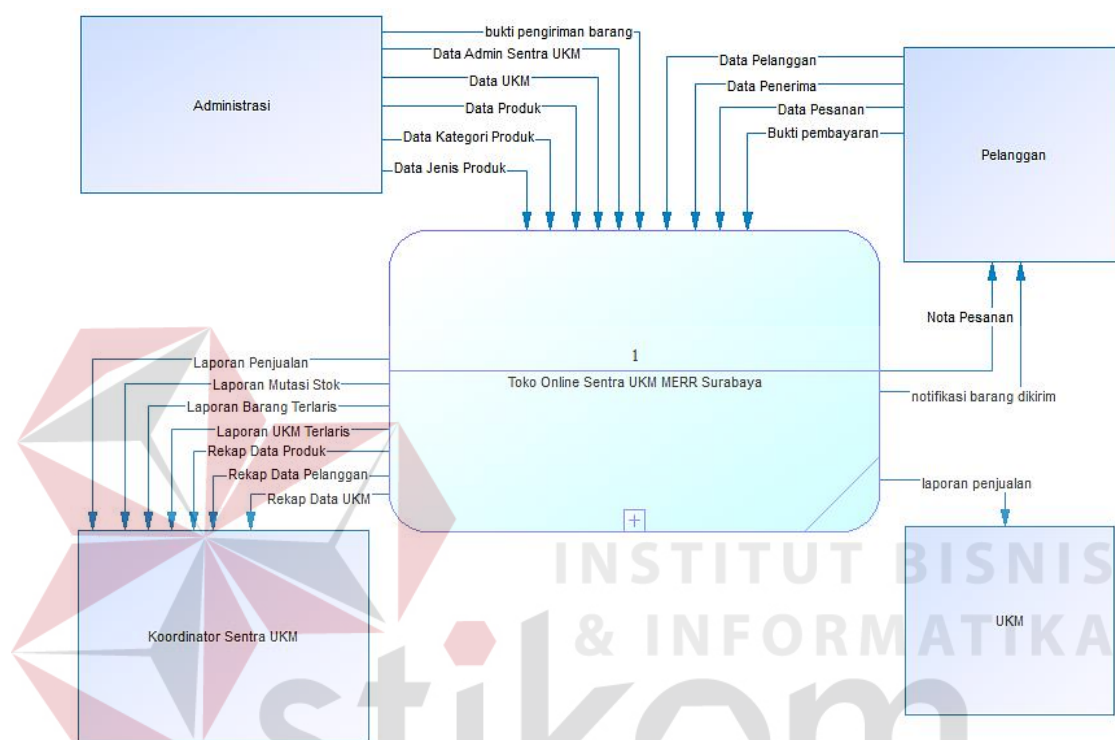 bukti pengiriman barang
Data Admin Sentra UKM
Data UKM
Data Produk
Data Kategori Produk
Data Jenis Produk
Administrasi
Data Pelanggan
Data Penerima
Data Pesanan
Bukti pembayaran
Pelanggan
Nota Pesanan
notifikasi barang dikirim
1
Toko Online Sentra UKM MERR Surabaya
Laporan Penjualan
Laporan Mutasi Stok
Laporan Barang Terlaris
Laporan UKM Terlaris
Rekap Data Produk
Rekap Data Pelanggan
Rekap Data UKM
laporan penjualan
Koordinator Sentra UKM
UKM
INSTITUT BISNIS
& INFORMATIKA
stikom